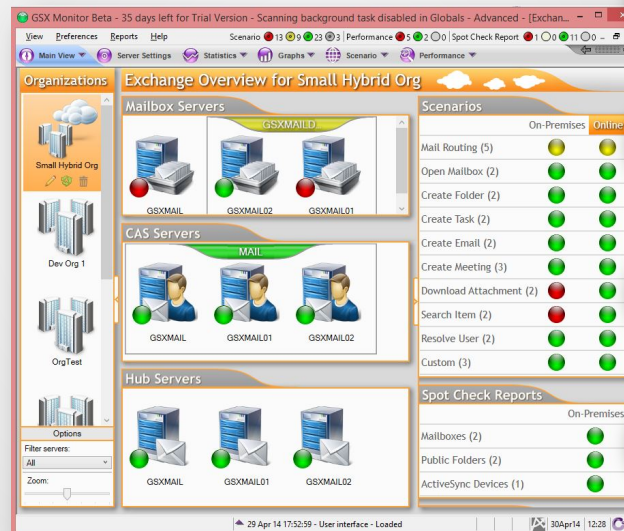 GSX Monitor Beta - 35 days left for Trial Version - Scanning background task disabled in Globals - Advanced - [Exchan...
View Preferences Reports Help Scenario 13 9 23 3 Performance 5 2 0 Spot Check Report 1 0 11 0
Main View Server Settings Statistics Graphs Scenario Performance
Organizations
Small Hybrid Org
Dev Org 1
OrgTest
Options
Filter servers:
All
Zoom:
Exchange Overview for Small Hybrid Org
Mailbox Servers
GSXMAILD
GSXMAIL GSXMAIL02 GSXMAIL01
CAS Servers
MAIL
GSXMAIL GSXMAIL01 GSXMAIL02
Hub Servers
GSXMAIL GSXMAIL01 GSXMAIL02
Scenarios
On-Premises Online
Mail Routing (5)
Open Mailbox (2)
Create Folder (2)
Create Task (2)
Create Email (2)
Create Meeting (3)
Download Attachment (2)
Search Item (2)
Resolve User (2)
Custom (3)
Spot Check Reports
On-Premises
Mailboxes (2)
Public Folders (2)
ActiveSync Devices (1)
29 Apr 14 17:52:59 - User interface - Loaded
30Apr14 12:28